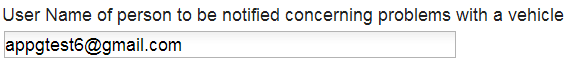 User Name of person to be notified concerning problems with a vehicle
appgtest6@gmail.com